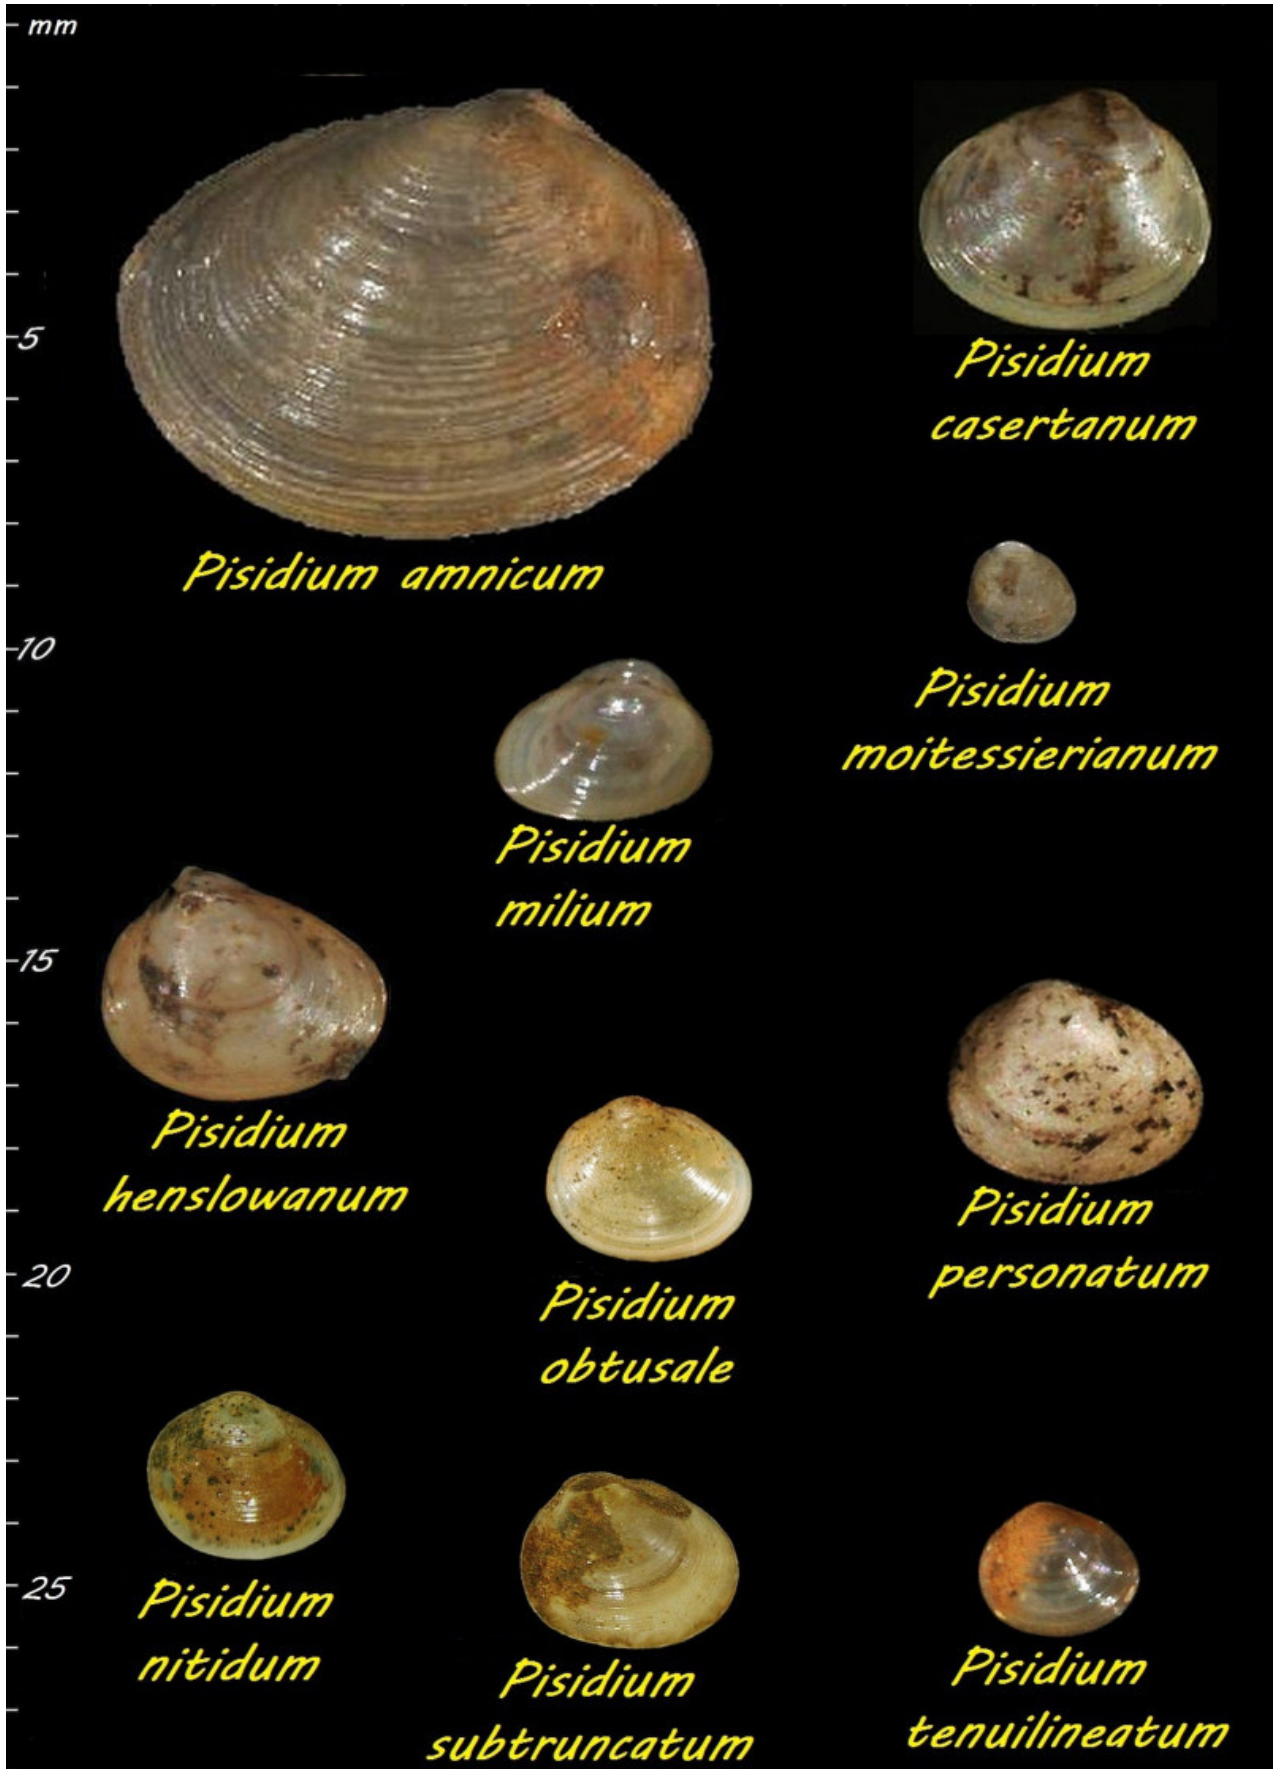 mm
5
Pisidium
casertanum
Pisidium amnicum
10
Pisidium
moitessierianum
Pisidium
milium
15
Pisidium
henslowanum
Pisidium
personatum
20
Pisidium
obtusale
25
Pisidium
nitidum
Pisidium
subtruncatum
Pisidium
tenuilineatum